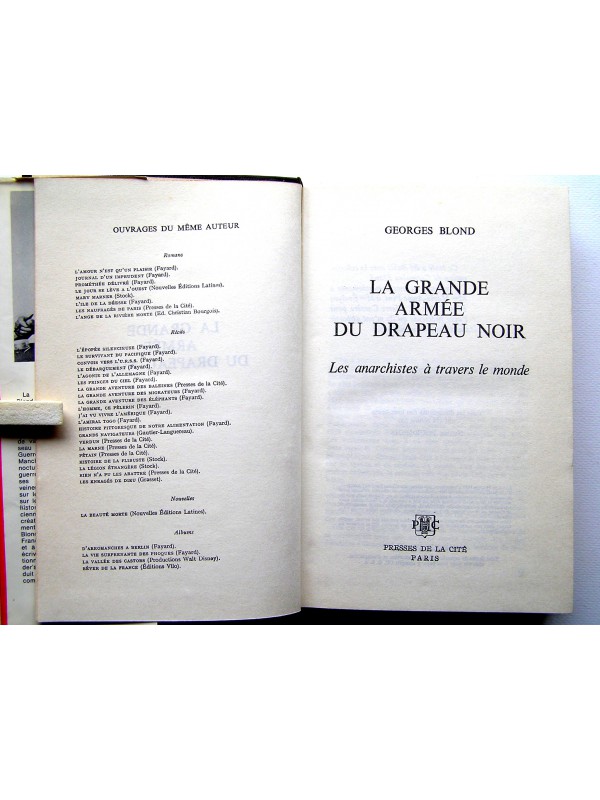 OUVRAGES DU MÊME AUTEUR
Romans
L'AMOUR N'EST QU'UN PLAISIR (Fayard).
JOURNAL D'UN IMPRUDENT (Fayard).
PROMÉTHÉE DÉLIVRÉ (Fayard).
LE JOUR SE LÈVE A L'OUEST (Nouvelles Éditions Latines).
MARY MARNER (Stock).
L'ILE DE LA DÉESSE (Fayard).
LES NAUFRAGÉS DE PARIS (Presses de la Cité).
L'ANGE DE LA RIVIÈRE MORTE (Ed. Christian Bourgois).
Récits
L'ÉPOPÉE SILENCIEUSE (Fayard).
LE SURVIVANT DU PACIFIQUE (Fayard).
CONVOIS VERS L'U.R.S.S. (Fayard).
LE DÉBARQUEMENT (Fayard).
L'AGONIE DE L'ALLEMAGNE (Fayard).
LES PRINCES DU CIEL (Fayard).
LA GRANDE AVENTURE DES BALEINES (Presses de la Cité).
LA GRANDE AVENTURE DES MIGRATEURS (Fayard).
LA GRANDE AVENTURE DES ÉLÉPHANTS (Fayard).
L'HOMME, CE PÈLERIN (Fayard).
J'AI VU VIVRE L'AMÉRIQUE (Fayard).
L'AMIRAL TOGO (Fayard).
HISTOIRE PITTORESQUE DE NOTRE ALIMENTATION (Fayard).
GRANDS NAVIGATEURS (Gautier-Languereau).
VERDUN (Presses de la Cité).
LA MARNE (Presses de la Cité).
PÉTAIN (Presses de la Cité).
HISTOIRE DE LA FLIBUSTE (Stock).
LA LÉGION ÉTRANGÈRE (Stock).
RIEN N'A PU LES ABATTRE (Presses de la Cité).
LES ENRAGÉS DE DIEU (Grasset).
Nouvelles
LA BEAUTÉ MORTE (Nouvelles Éditions Latines).
Albums
D'ARROMANCHES A BERLIN (Fayard).
LA VIE SURPRENANTE DES PHOQUES (Fayard).
LA VALLÉE DES CASTORS (Productions Walt Disney).
RÊVER DE LA FRANCE (Éditions Vilo).
GEORGES BLOND
LA GRANDE
ARMÉE
DU DRAPEAU NOIR
Les anarchistes à travers le monde
PRESSES DE LA CITÉ
PARIS